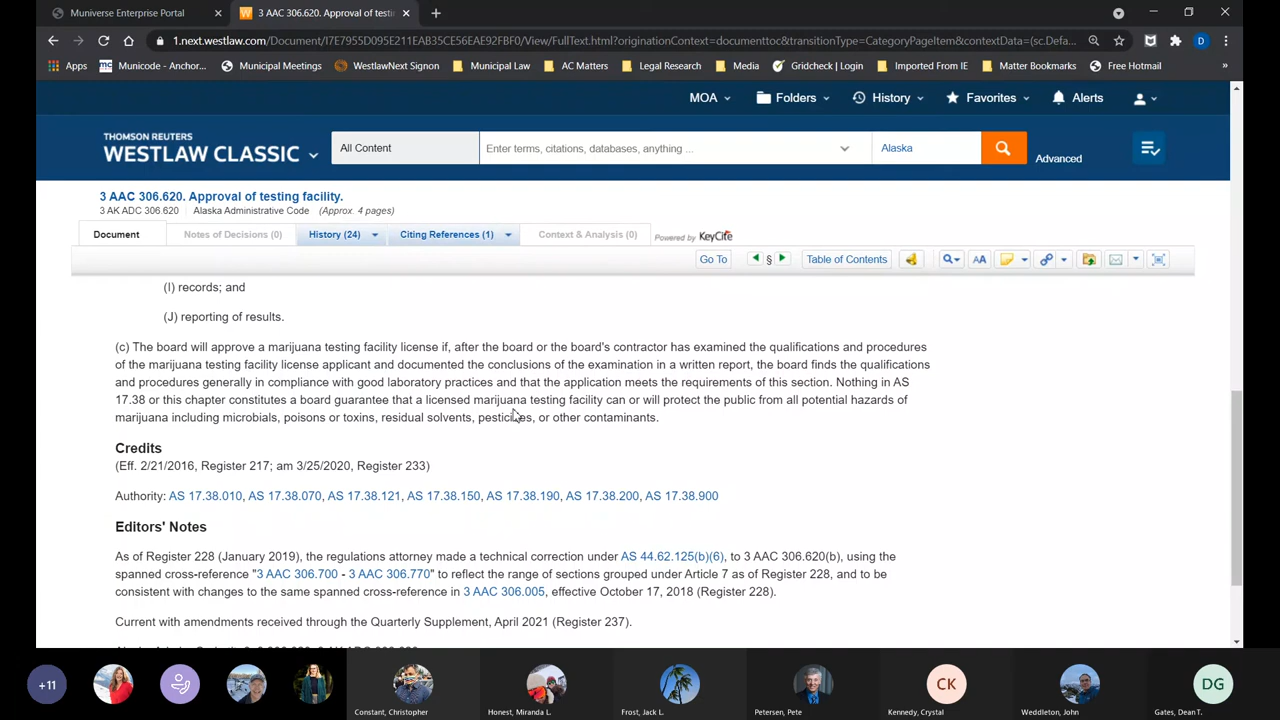 Muniverse Enterprise Portal
3 AAC 306.620. Approval of testi
1.next.westlaw.com/Document/I7E7955D095E211EAB35CE56EAE92FBF0/View/FullText.html?originationContext=documenttoc&transitionType=CategoryPageItem&contextData=(sc.Defa...
Apps Municode - Anchor... Municipal Meetings WestlawNext Signon Municipal Law AC Matters Legal Research Media Gridcheck | Login Imported From IE Matter Bookmarks Free Hotmail »
MOA Folders History Favorites Alerts
THOMSON REUTERS
WESTLAW CLASSIC
All Content Enter terms, citations, databases, anything ... Alaska Advanced
3 AAC 306.620. Approval of testing facility.
3 AK ADC 306.620 Alaska Administrative Code (Approx. 4 pages)
Document Notes of Decisions (0) History (24) Citing References (1) Context & Analysis (0) Powered by KeyCite
Go To § Table of Contents AA
(I) records; and
(J) reporting of results.
(c) The board will approve a marijuana testing facility license if, after the board or the board's contractor has examined the qualifications and procedures
of the marijuana testing facility license applicant and documented the conclusions of the examination in a written report, the board finds the qualifications
and procedures generally in compliance with good laboratory practices and that the application meets the requirements of this section. Nothing in AS
17.38 or this chapter constitutes a board guarantee that a licensed marijuana testing facility can or will protect the public from all potential hazards of
marijuana including microbials, poisons or toxins, residual solvents, pesticides, or other contaminants.
Credits
(Eff. 2/21/2016, Register 217; am 3/25/2020, Register 233)
Authority: AS 17.38.010, AS 17.38.070, AS 17.38.121, AS 17.38.150, AS 17.38.190, AS 17.38.200, AS 17.38.900
Editors' Notes
As of Register 228 (January 2019), the regulations attorney made a technical correction under AS 44.62.125(b)(6), to 3 AAC 306.620(b), using the
spanned cross-reference "3 AAC 306.700 - 3 AAC 306.770" to reflect the range of sections grouped under Article 7 as of Register 228, and to be
consistent with changes to the same spanned cross-reference in 3 AAC 306.005, effective October 17, 2018 (Register 228).
Current with amendments received through the Quarterly Supplement, April 2021 (Register 237).
+11 CK DG
Constant, Christopher Honest, Miranda L. Frost, Jack L. Petersen, Pete Kennedy, Crystal Weddleton, John Gates, Dean T.